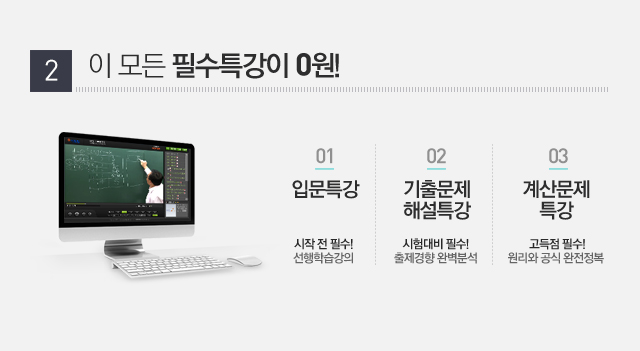 2
이 모든 필수특강이 0원!
01
입문특강
시작 전 필수!
선행학습강의
02
기출문제
해설특강
시험대비 필수!
출제경향 완벽분석
03
계산문제
특강
고득점 필수!
원리와 공식 완전정복